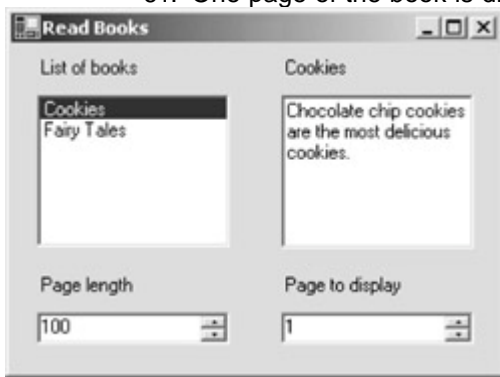 Read Books
List of books
Cookies
Cookies
Fairy Tales
Chocolate chip cookies
are the most delicious
cookies.
Page length
Page to display
100
1